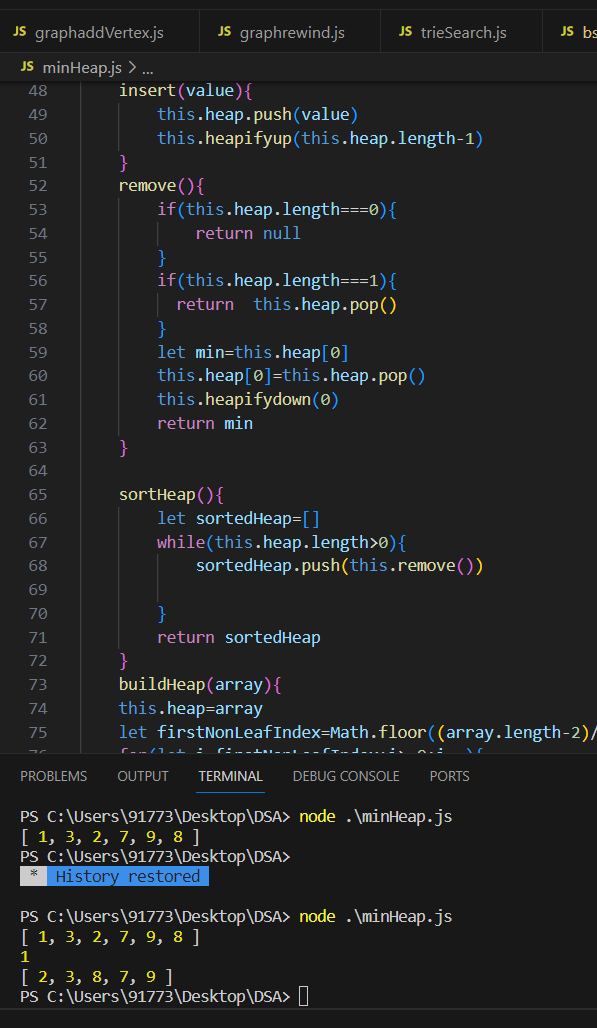 JS graphaddVertex.js JS graphrewind.js JS trieSearch.js JS bs
JS minHeap.js > ...
48 insert(value){
49 this.heap.push(value)
50 this.heapifyup(this.heap.length-1)
51 }
52 remove(){
53 if(this.heap.length===0){
54 return null
55 }
56 if(this.heap.length===1){
57 return  this.heap.pop()
58 }
59 let min=this.heap[0]
60 this.heap[0]=this.heap.pop()
61 this.heapifydown(0)
62 return min
63 }
64
65 sortHeap(){
66 let sortedHeap=[]
67 while(this.heap.length>0){
68 sortedHeap.push(this.remove())
69
70 }
71 return sortedHeap
72 }
73 buildHeap(array){
74 this.heap=array
75 let firstNonLeafIndex=Math.floor((array.length-2)/
PROBLEMS OUTPUT TERMINAL DEBUG CONSOLE PORTS
PS C:\Users\91773\Desktop\DSA> node .\minHeap.js
[ 1, 3, 2, 7, 9, 8 ]
PS C:\Users\91773\Desktop\DSA>
* History restored
PS C:\Users\91773\Desktop\DSA> node .\minHeap.js
[ 1, 3, 2, 7, 9, 8 ]
1
[ 2, 3, 8, 7, 9 ]
PS C:\Users\91773\Desktop\DSA>